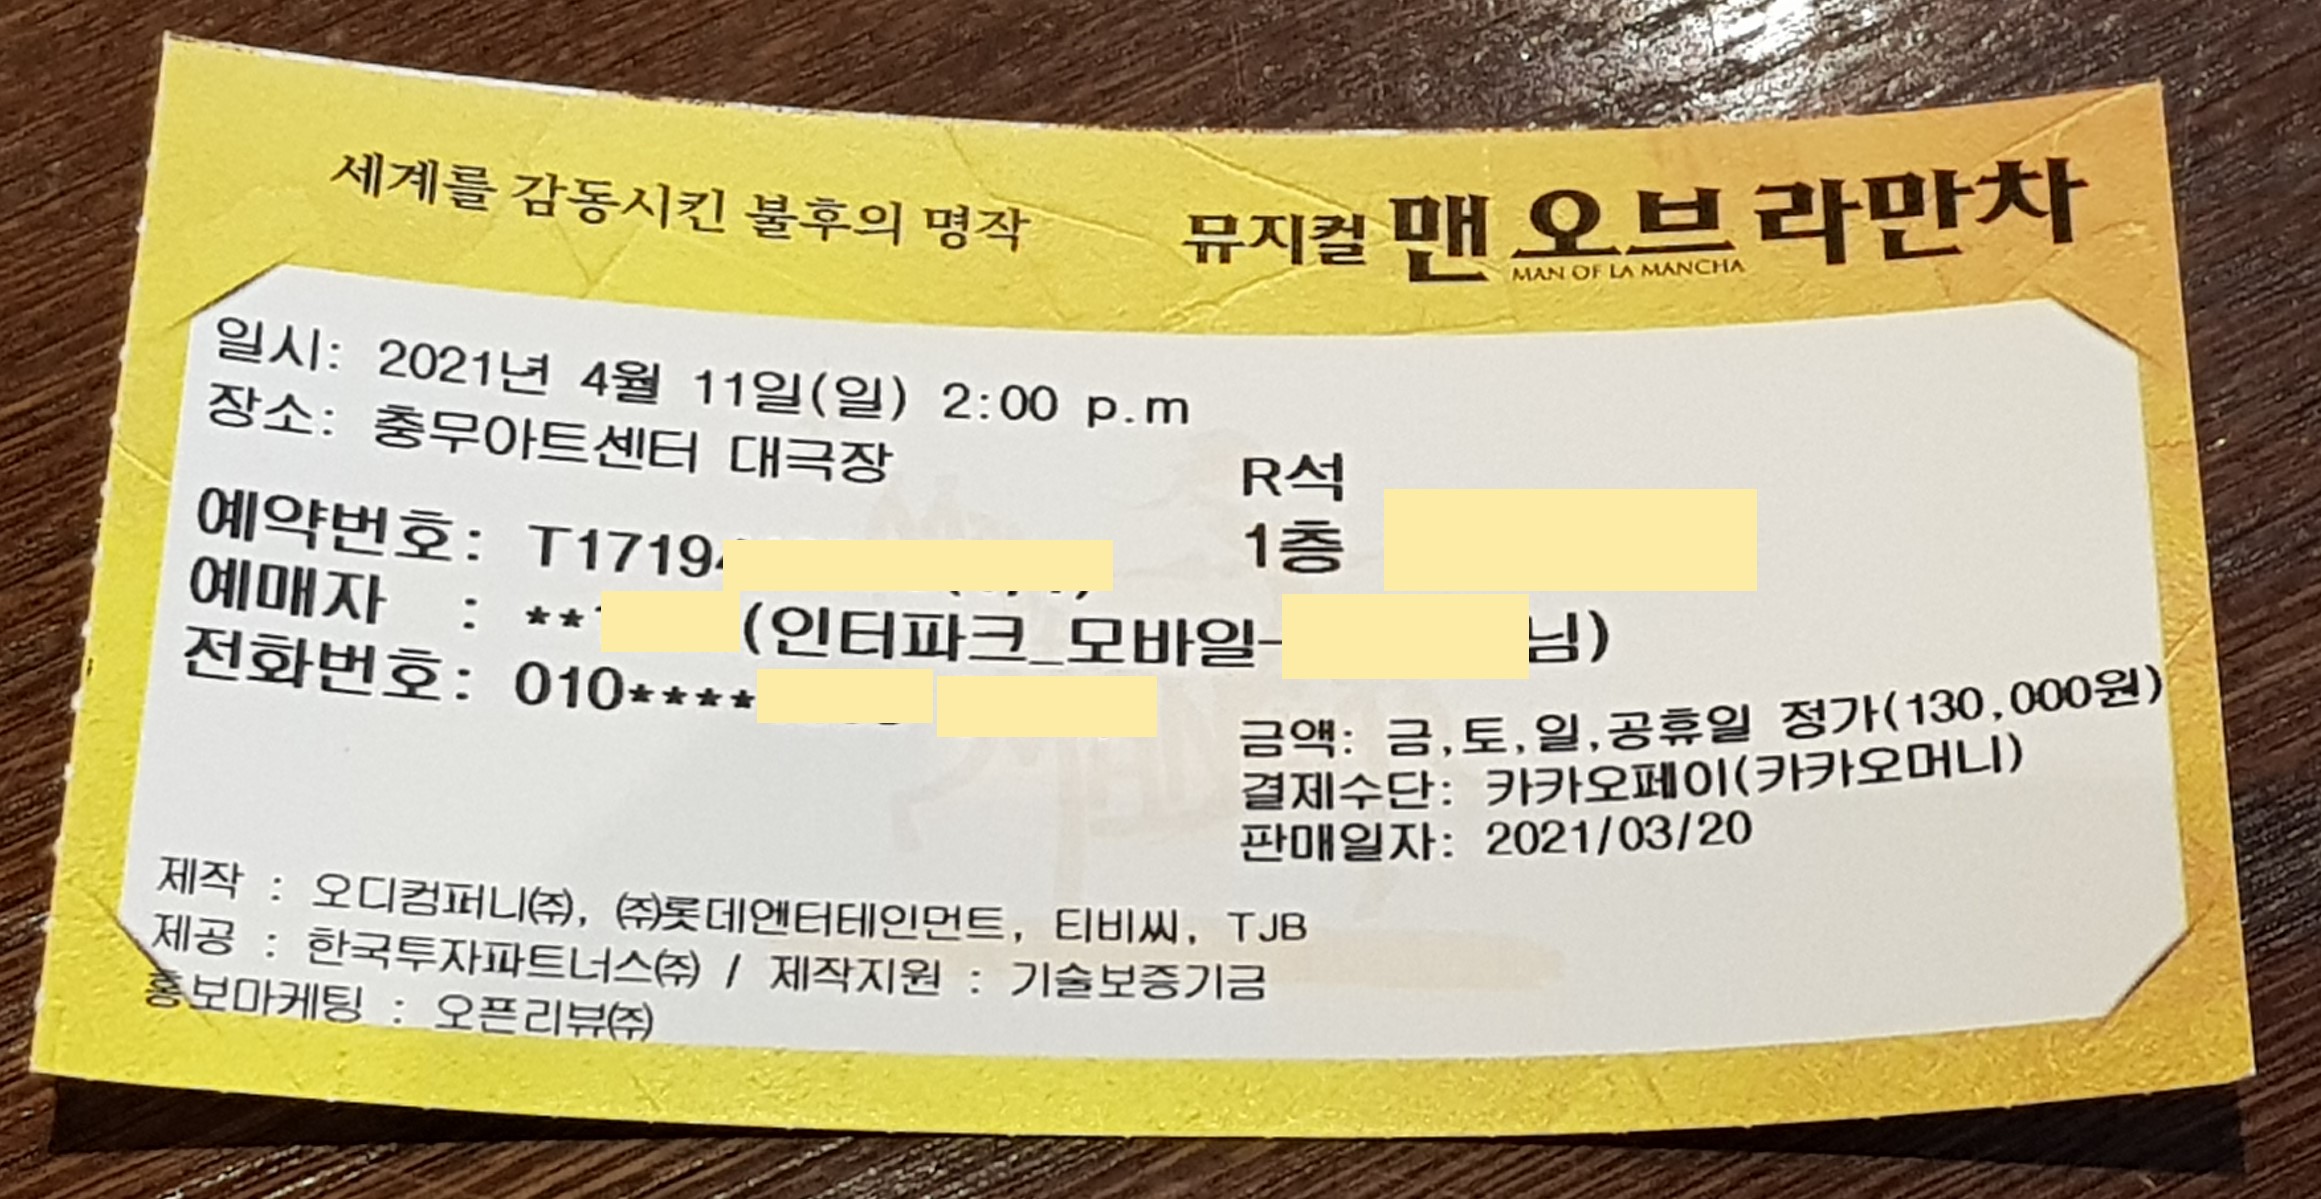 세계를 감동시킨 불후의 명작
뮤지컬 맨 오브 라만차
MAN OF LA MANCHA
일시: 2021년 4월 11일(일) 2:00 p.m
장소: 충무아트센터 대극장
R석
1층
예약번호: T1719
예매자 : ** (인터파크_모바일- 님)
전화번호: 010****
금액: 금,토,일,공휴일 정가(130,000원)
결제수단: 카카오페이(카카오머니)
판매일자: 2021/03/20
제작 : 오디컴퍼니㈜, ㈜롯데엔터테인먼트, 티비씨, TJB
제공 : 한국투자파트너스㈜ / 제작지원 : 기술보증기금
홍보마케팅 : 오픈리뷰㈜